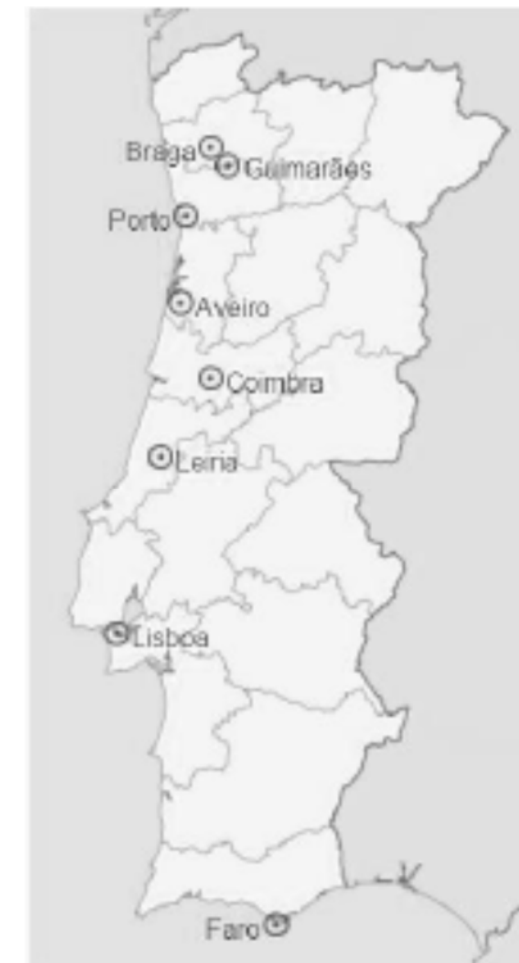 Braga
Guimarães
Porto
Aveiro
Coimbra
Leiria
Lisboa
Faro